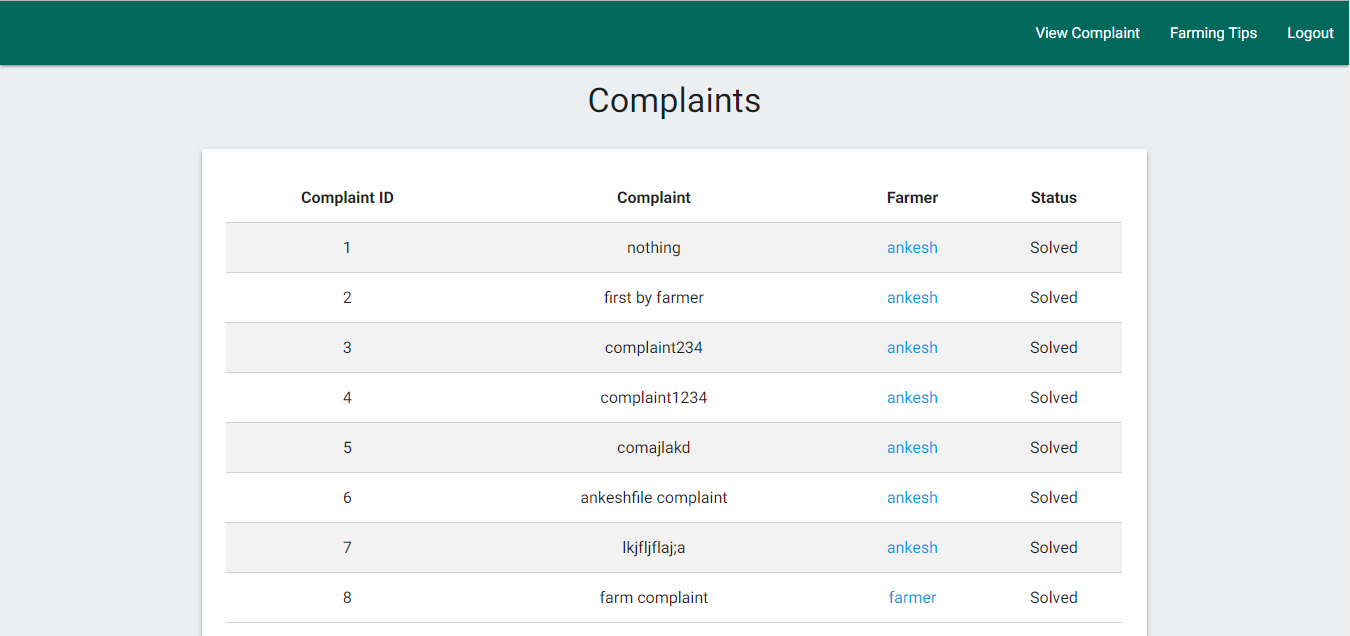 View Complaint Farming Tips Logout
Complaints
Complaint ID Complaint Farmer Status
1 nothing ankesh Solved
2 first by farmer ankesh Solved
3 complaint234 ankesh Solved
4 complaint1234 ankesh Solved
5 comajlakd ankesh Solved
6 ankeshfile complaint ankesh Solved
7 lkjfljflaj;a ankesh Solved
8 farm complaint farmer Solved